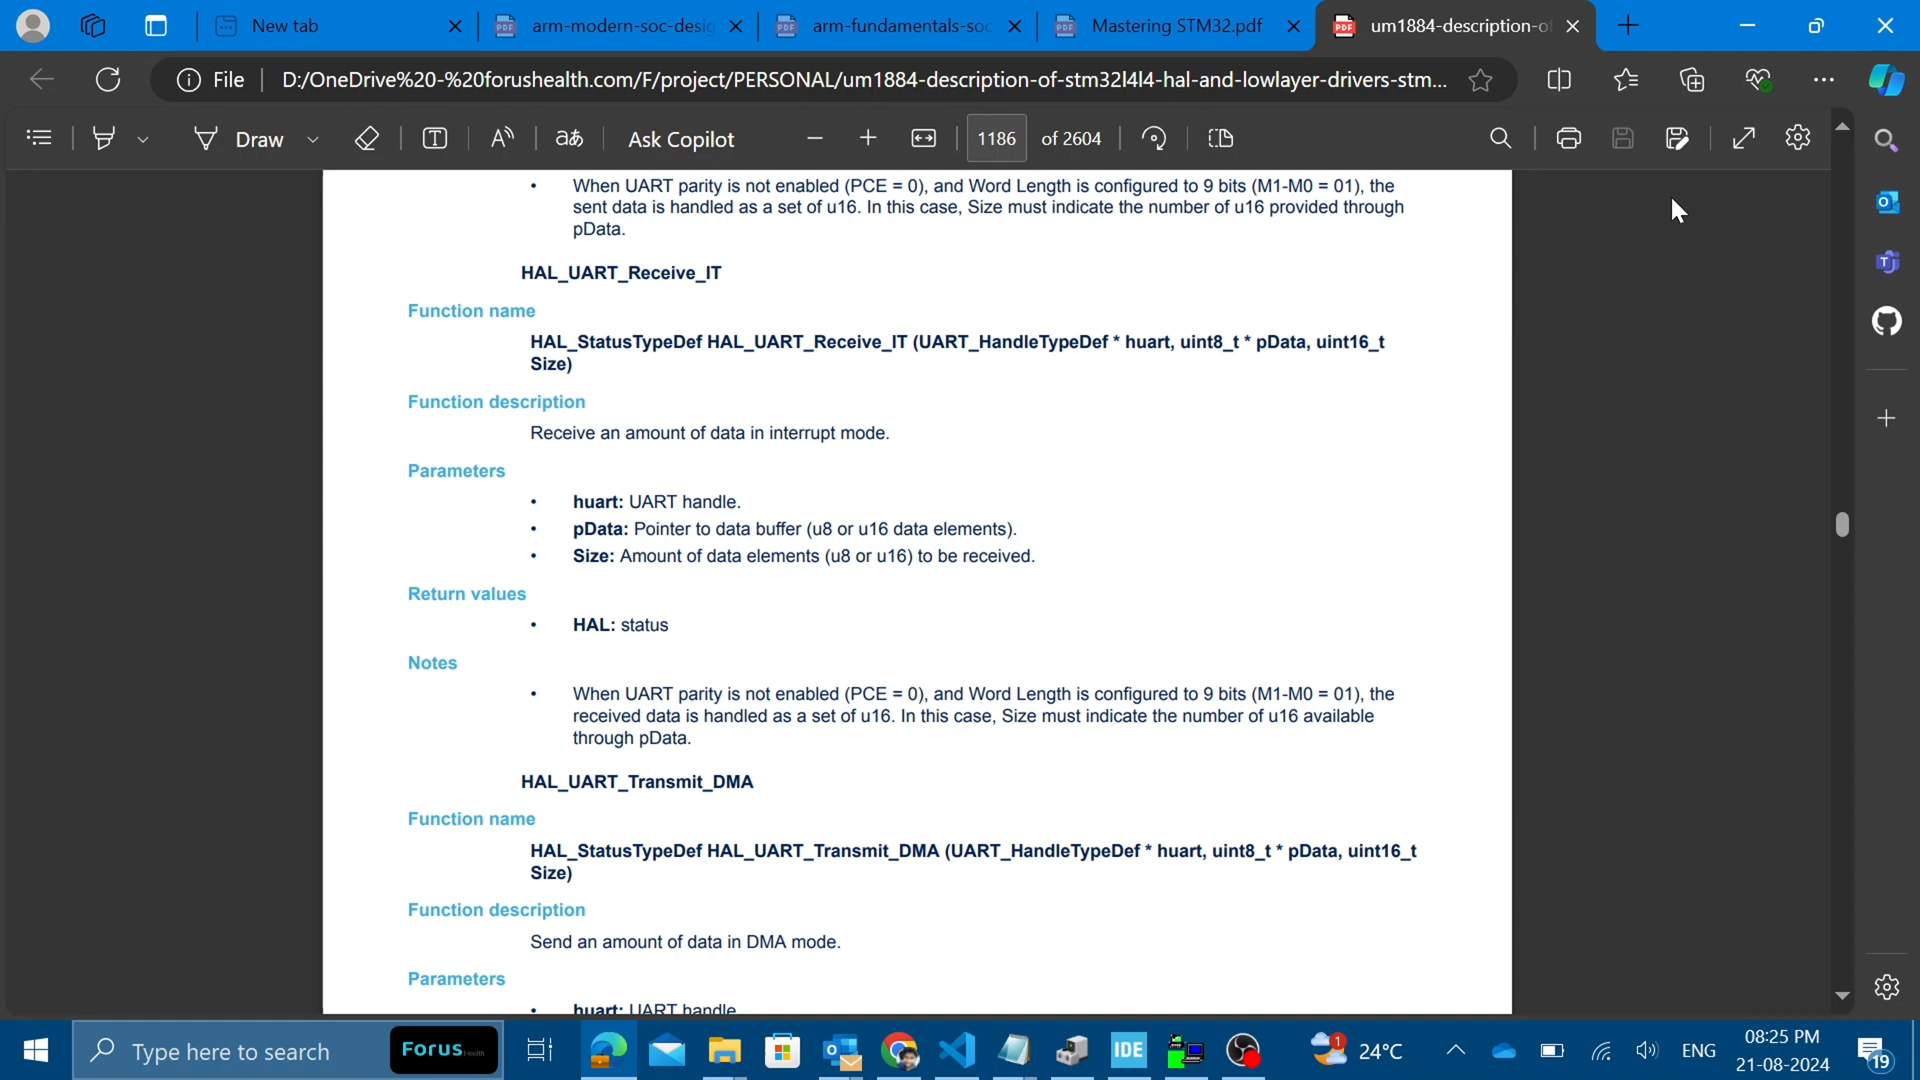 New tab
arm-modern-soc-desig
arm-fundamentals-soc
Mastering STM32.pdf
um1884-description-of
File
D:/OneDrive%20-%20forushealth.com/F/project/PERSONAL/um1884-description-of-stm32l4l4-hal-and-lowlayer-drivers-stm...
Draw
Ask Copilot
1186 of 2604
• When UART parity is not enabled (PCE = 0), and Word Length is configured to 9 bits (M1-M0 = 01), the
sent data is handled as a set of u16. In this case, Size must indicate the number of u16 provided through
pData.
HAL_UART_Receive_IT
Function name
HAL_StatusTypeDef HAL_UART_Receive_IT (UART_HandleTypeDef * huart, uint8_t * pData, uint16_t
Size)
Function description
Receive an amount of data in interrupt mode.
Parameters
• huart: UART handle.
• pData: Pointer to data buffer (u8 or u16 data elements).
• Size: Amount of data elements (u8 or u16) to be received.
Return values
• HAL: status
Notes
• When UART parity is not enabled (PCE = 0), and Word Length is configured to 9 bits (M1-M0 = 01), the
received data is handled as a set of u16. In this case, Size must indicate the number of u16 available
through pData.
HAL_UART_Transmit_DMA
Function name
HAL_StatusTypeDef HAL_UART_Transmit_DMA (UART_HandleTypeDef * huart, uint8_t * pData, uint16_t
Size)
Function description
Send an amount of data in DMA mode.
Parameters
• huart: UART handle
Type here to search
Forus Health
IDE
1
24°C
ENG
08:25 PM
21-08-2024
19